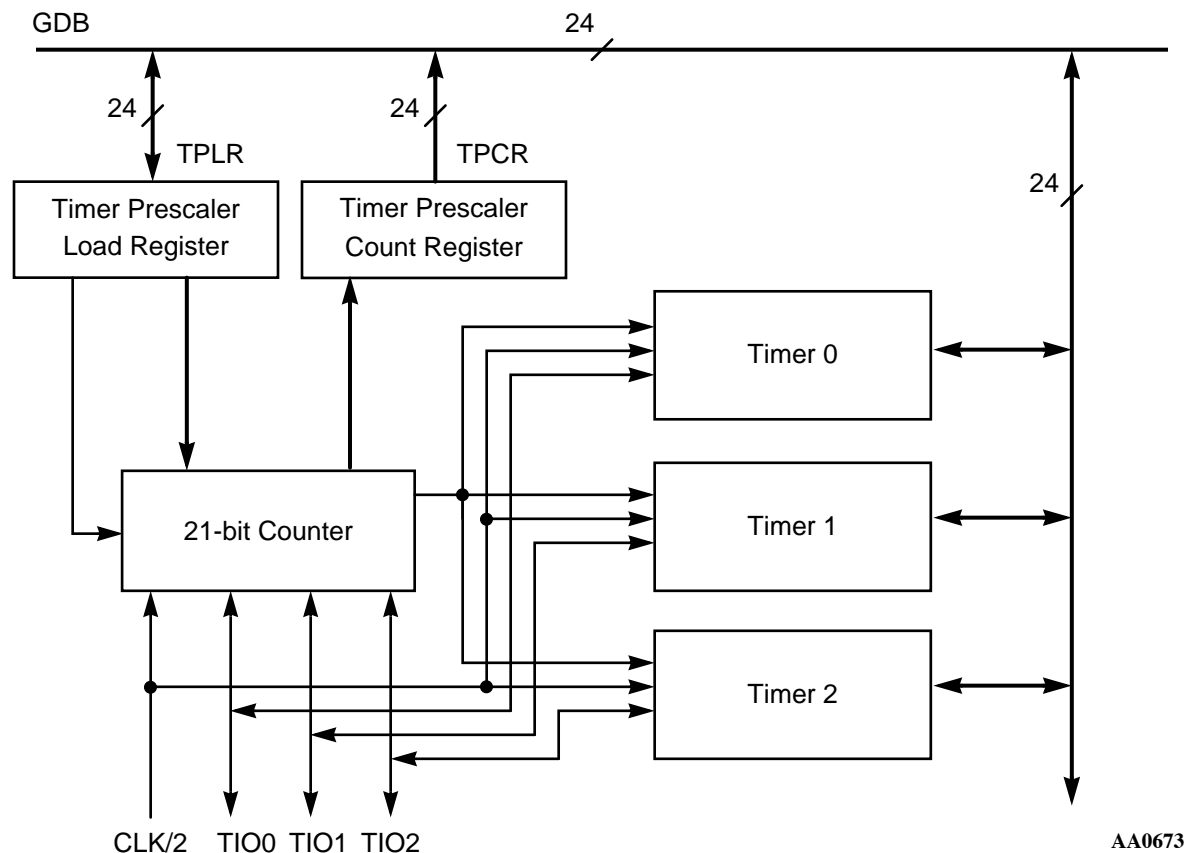 GDB
24
24
24
TPLR
TPCR
24
Timer Prescaler
Load Register
Timer Prescaler
Count Register
Timer 0
21-bit Counter
Timer 1
Timer 2
CLK/2
TIO0
TIO1
TIO2
AA0673